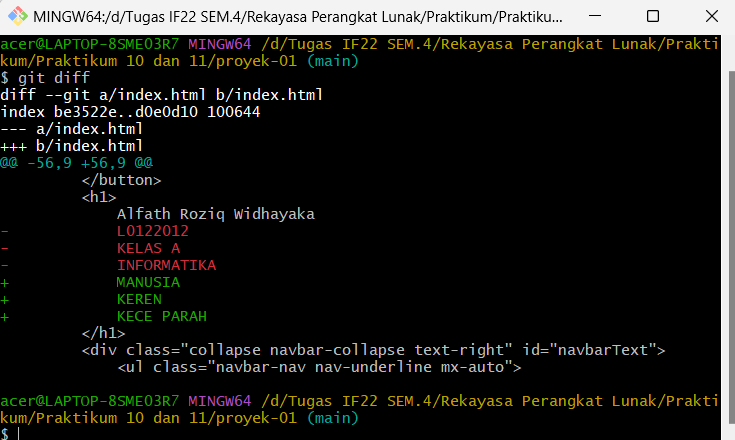 MINGW64:/d/Tugas IF22 SEM.4/Rekayasa Perangkat Lunak/Praktikum/Praktiku...
acer@LAPTOP-8SME03R7 MINGW64 /d/Tugas IF22 SEM.4/Rekayasa Perangkat Lunak/Prakti
kum/Praktikum 10 dan 11/proyek-01 (main)
$ git diff
diff --git a/index.html b/index.html
index be3522e..d0e0d10 100644
--- a/index.html
+++ b/index.html
@@ -56,9 +56,9 @@
         </button>
         <h1>
             Alfath Roziq Widhayaka
-            L0122012
-            KELAS A
-            INFORMATIKA
+            MANUSIA
+            KEREN
+            KECE PARAH
         </h1>
         <div class="collapse navbar-collapse text-right" id="navbarText">
             <ul class="navbar-nav nav-underline mx-auto">
acer@LAPTOP-8SME03R7 MINGW64 /d/Tugas IF22 SEM.4/Rekayasa Perangkat Lunak/Prakti
kum/Praktikum 10 dan 11/proyek-01 (main)
$